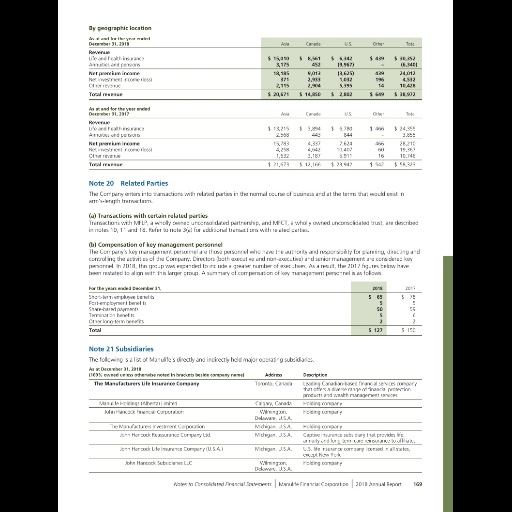 By geographic location
As at and for the year ended
December 31, 2018 Asia Canada U.S. Other Total
Revenue
Life and health insurance $ 15,010 $ 8,561 $ 6,342 $ 439 $ 30,352
Annuities and pensions 3,175 452 (9,967) – (6,340)
Net premium income 18,185 9,013 (3,625) 439 24,012
Net investment income (loss) 371 2,933 1,032 196 4,532
Other revenue 2,115 2,904 5,395 14 10,428
Total revenue $ 20,671 $ 14,850 $ 2,802 $ 649 $ 38,972
As at and for the year ended
December 31, 2017 Asia Canada U.S. Other Total
Revenue
Life and health insurance $ 13,215 $ 3,894 $ 6,780 $ 466 $ 24,355
Annuities and pensions 2,568 443 844 3,855
Net premium income 15,783 4,337 7,624 466 28,210
Net investment income 4,258 4,642 10,407 60 19,367
Other revenue 1,632 3,187 5,911 16 10,746
Total revenue $ 21,673 $ 12,166 $ 23,942 $ 542 $ 58,323
Note 20 Related Parties
The Company enters into transactions with related parties in the normal course of business and at the terms that would exist in
arm's-length transactions.
(a) Transactions with certain related parties
Transactions with MFLP, a wholly owned unconsolidated partnership, and MFCT, a wholly owned unconsolidated trust, are described
in notes 10, 11 and 18. Refer to note 3(a) for additional transactions with related parties.
(b) Compensation of key management personnel
The Company's key management personnel are those personnel who have the authority and responsibility for planning, directing and
controlling the activities of the Company. Directors (both executive and non-executive) and senior management are considered key
personnel. In 2018, this group was expanded to include a greater number of executives. As a result, the 2017 figures below have
been restated to align with this larger group. A summary of compensation of key management personnel is as follows.
For the years ended December 31, 2018 2017
Short-term employee benefits $ 65 $ 78
Post-employment benefits 5 5
Share-based payments 50 59
Termination benefits 5 6
Other long-term benefits 2 2
Total $ 127 $ 150
Note 21 Subsidiaries
The following is a list of Manulife's directly and indirectly held major operating subsidiaries.
As at December 31, 2018
(100% owned unless otherwise noted in brackets beside company name) Address Description
The Manufacturers Life Insurance Company Toronto, Canada Leading Canadian-based financial services company
that offers a diverse range of financial protection
products and wealth management services
Manulife Holdings (Alberta) Limited Calgary, Canada Holding company
John Hancock Financial Corporation Wilmington, Holding company
Delaware, U.S.A.
The Manufacturers Investment Corporation Michigan, U.S.A. Holding company
John Hancock Reassurance Company Ltd. Michigan, U.S.A. Captive insurance subsidiary that provides life,
annuity and long-term care reinsurance to affiliates
John Hancock Life Insurance Company (U.S.A.) Michigan, U.S.A. U.S. life insurance company licensed in all states,
except New York
John Hancock Subsidiaries LLC Wilmington, Holding company
Delaware, U.S.A.
Notes to Consolidated Financial Statements | Manulife Financial Corporation | 2018 Annual Report 169